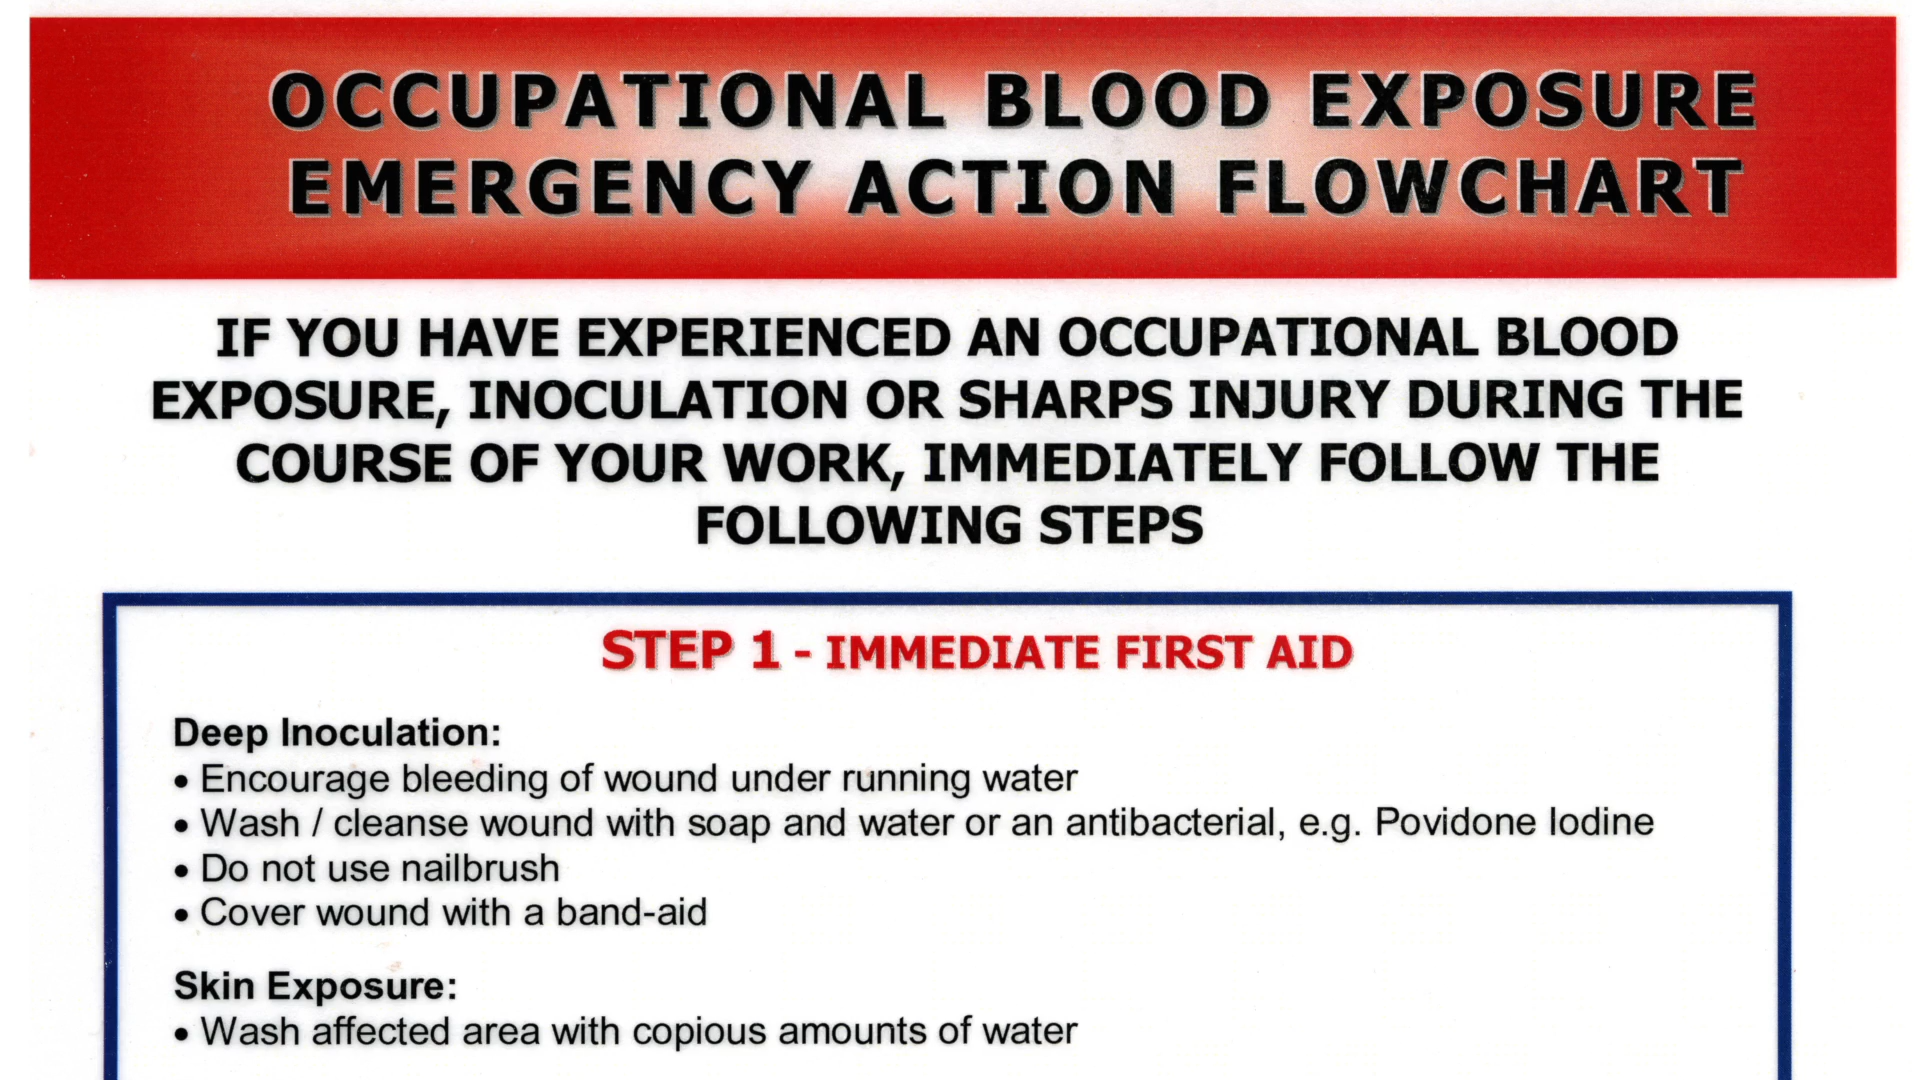 OCCUPATIONAL BLOOD EXPOSURE
EMERGENCY ACTION FLOWCHART
IF YOU HAVE EXPERIENCED AN OCCUPATIONAL BLOOD
EXPOSURE, INOCULATION OR SHARPS INJURY DURING THE
COURSE OF YOUR WORK, IMMEDIATELY FOLLOW THE
FOLLOWING STEPS
STEP 1 - IMMEDIATE FIRST AID
Deep Inoculation:
• Encourage bleeding of wound under running water
• Wash / cleanse wound with soap and water or an antibacterial, e.g. Povidone Iodine
• Do not use nailbrush
• Cover wound with a band-aid
Skin Exposure:
• Wash affected area with copious amounts of water